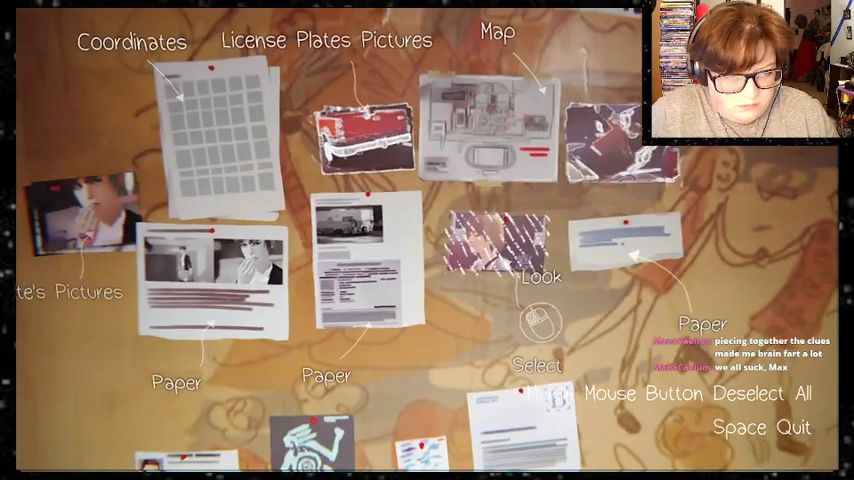 Coordinates
License Plates Pictures
Map
te's Pictures
Look
Paper
Paper
Paper
Select
piecing together the clues
made me brain fart a lot
we all suck, Max
Mouse Button Deselect All
Space Quit